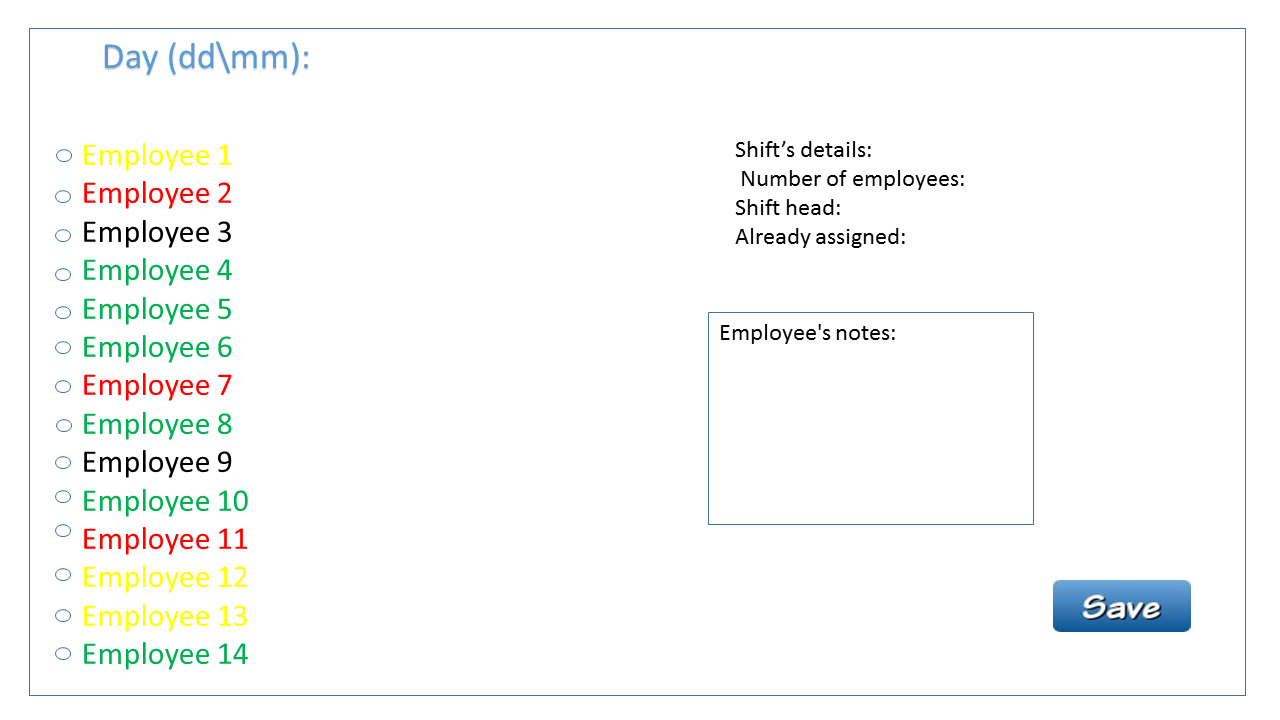 Day (dd\mm):
Employee 1
Employee 2
Employee 3
Employee 4
Employee 5
Employee 6
Employee 7
Employee 8
Employee 9
Employee 10
Employee 11
Employee 12
Employee 13
Employee 14
Shift’s details:
Number of employees:
Shift head:
Already assigned:
Employee's notes:
Save